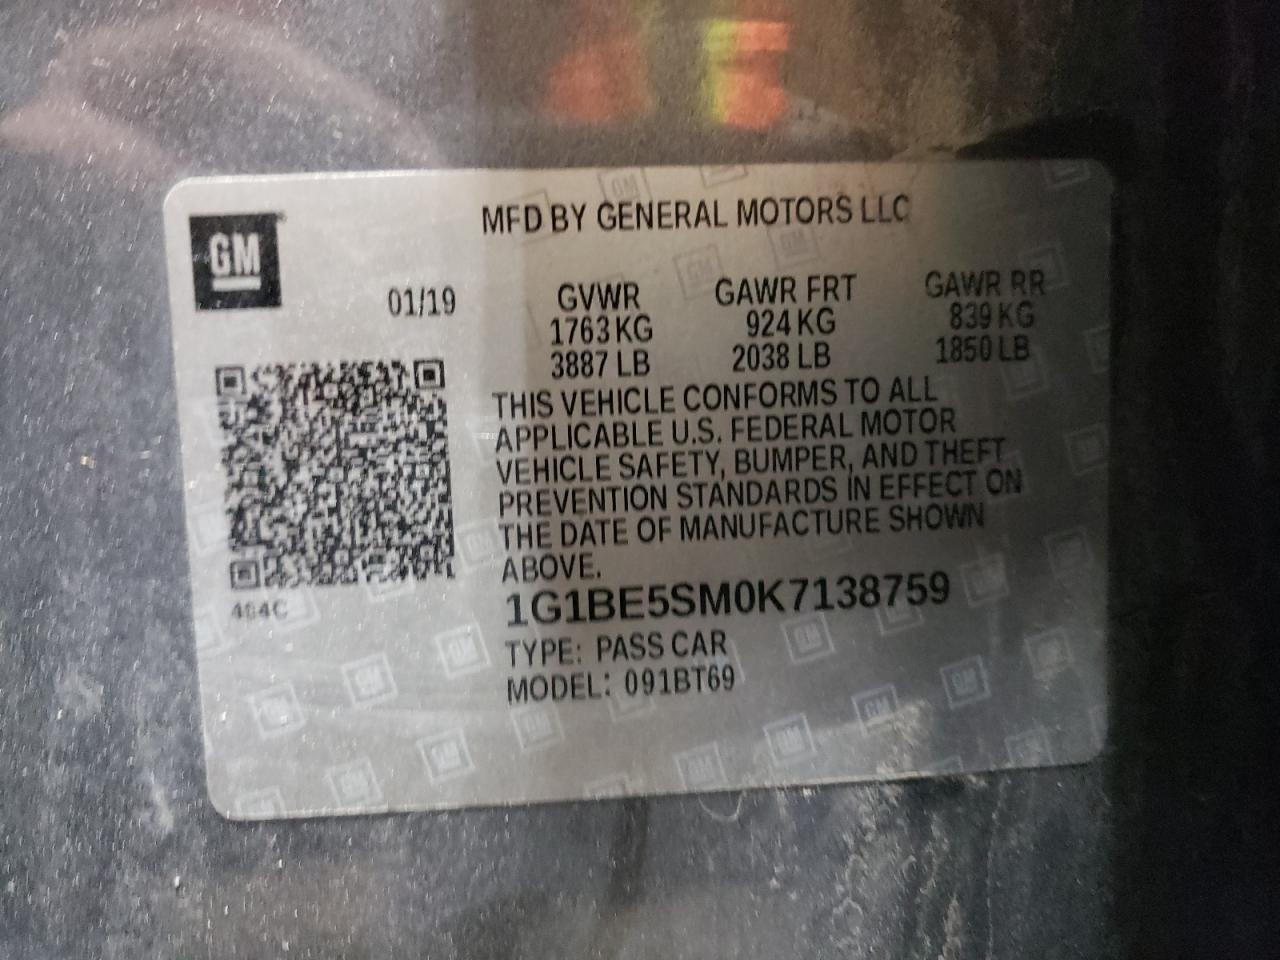 MFD BY GENERAL MOTORS LLC
GM
01/19
GVWR GAWR FRT GAWR RR
1763 KG 924 KG 839 KG
3887 LB 2038 LB 1850 LB
THIS VEHICLE CONFORMS TO ALL
APPLICABLE U.S. FEDERAL MOTOR
VEHICLE SAFETY, BUMPER, AND THEFT
PREVENTION STANDARDS IN EFFECT ON
THE DATE OF MANUFACTURE SHOWN
ABOVE.
1G1BE5SM0K7138759
TYPE: PASS CAR
MODEL: 091BT69